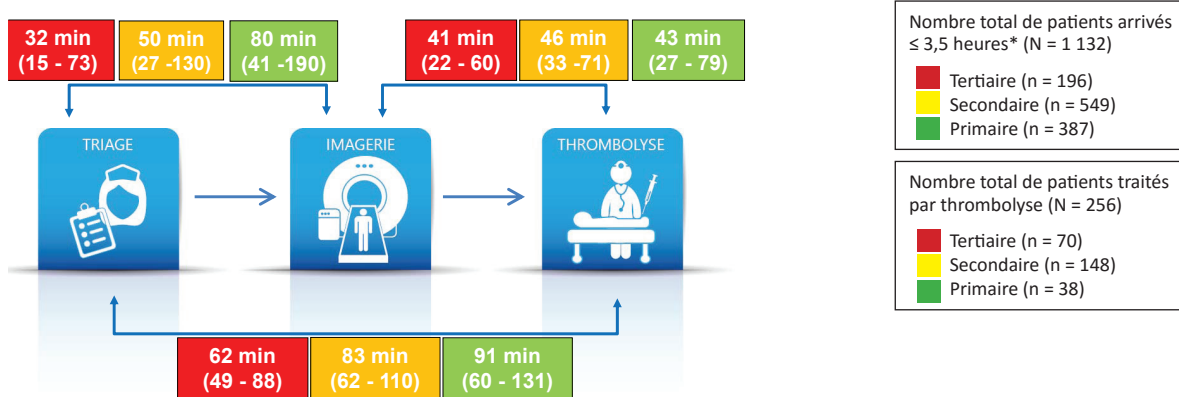 32 min
(15 - 73)
50 min
(27 -130)
80 min
(41 -190)
41 min
(22 - 60)
46 min
(33 -71)
43 min
(27 - 79)
TRIAGE
IMAGERIE
THROMBOLYSE
62 min
(49 - 88)
83 min
(62 - 110)
91 min
(60 - 131)
Nombre total de patients arrivés
≤ 3,5 heures* (N = 1 132)
Tertiaire (n = 196)
Secondaire (n = 549)
Primaire (n = 387)
Nombre total de patients traités
par thrombolyse (N = 256)
Tertiaire (n = 70)
Secondaire (n = 148)
Primaire (n = 38)